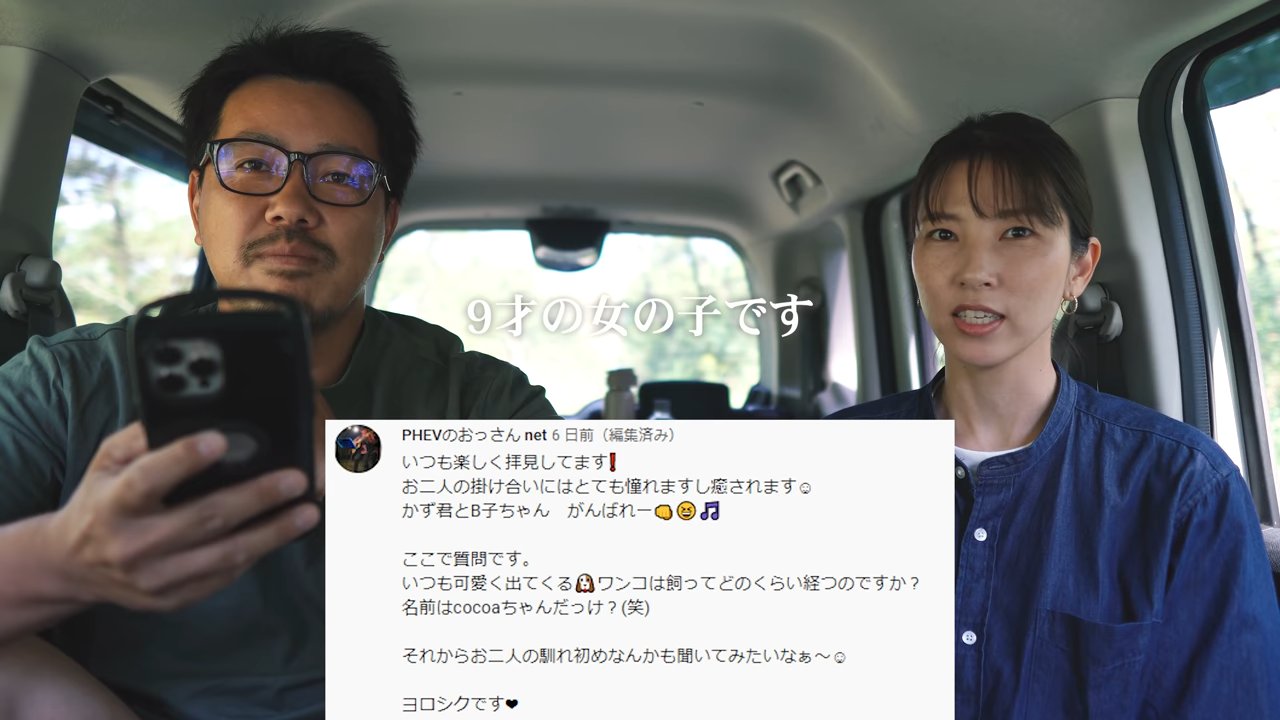 9才の女の子です
PHEVのおっさん net 6 日前（編集済み）
いつも楽しく拝見してます❗
お二人の掛け合いにはとても憧れますし癒されます☺
かず君とB子ちゃん　がんばれー👊😆🎵
ここで質問です。
いつも可愛く出てくる🐶ワンコは飼ってどのくらい経つのですか？
名前はcocoaちゃんだっけ？(笑)
それからお二人の馴れ初めなんかも聞いてみたいなぁ～☺
ヨロシクです❤